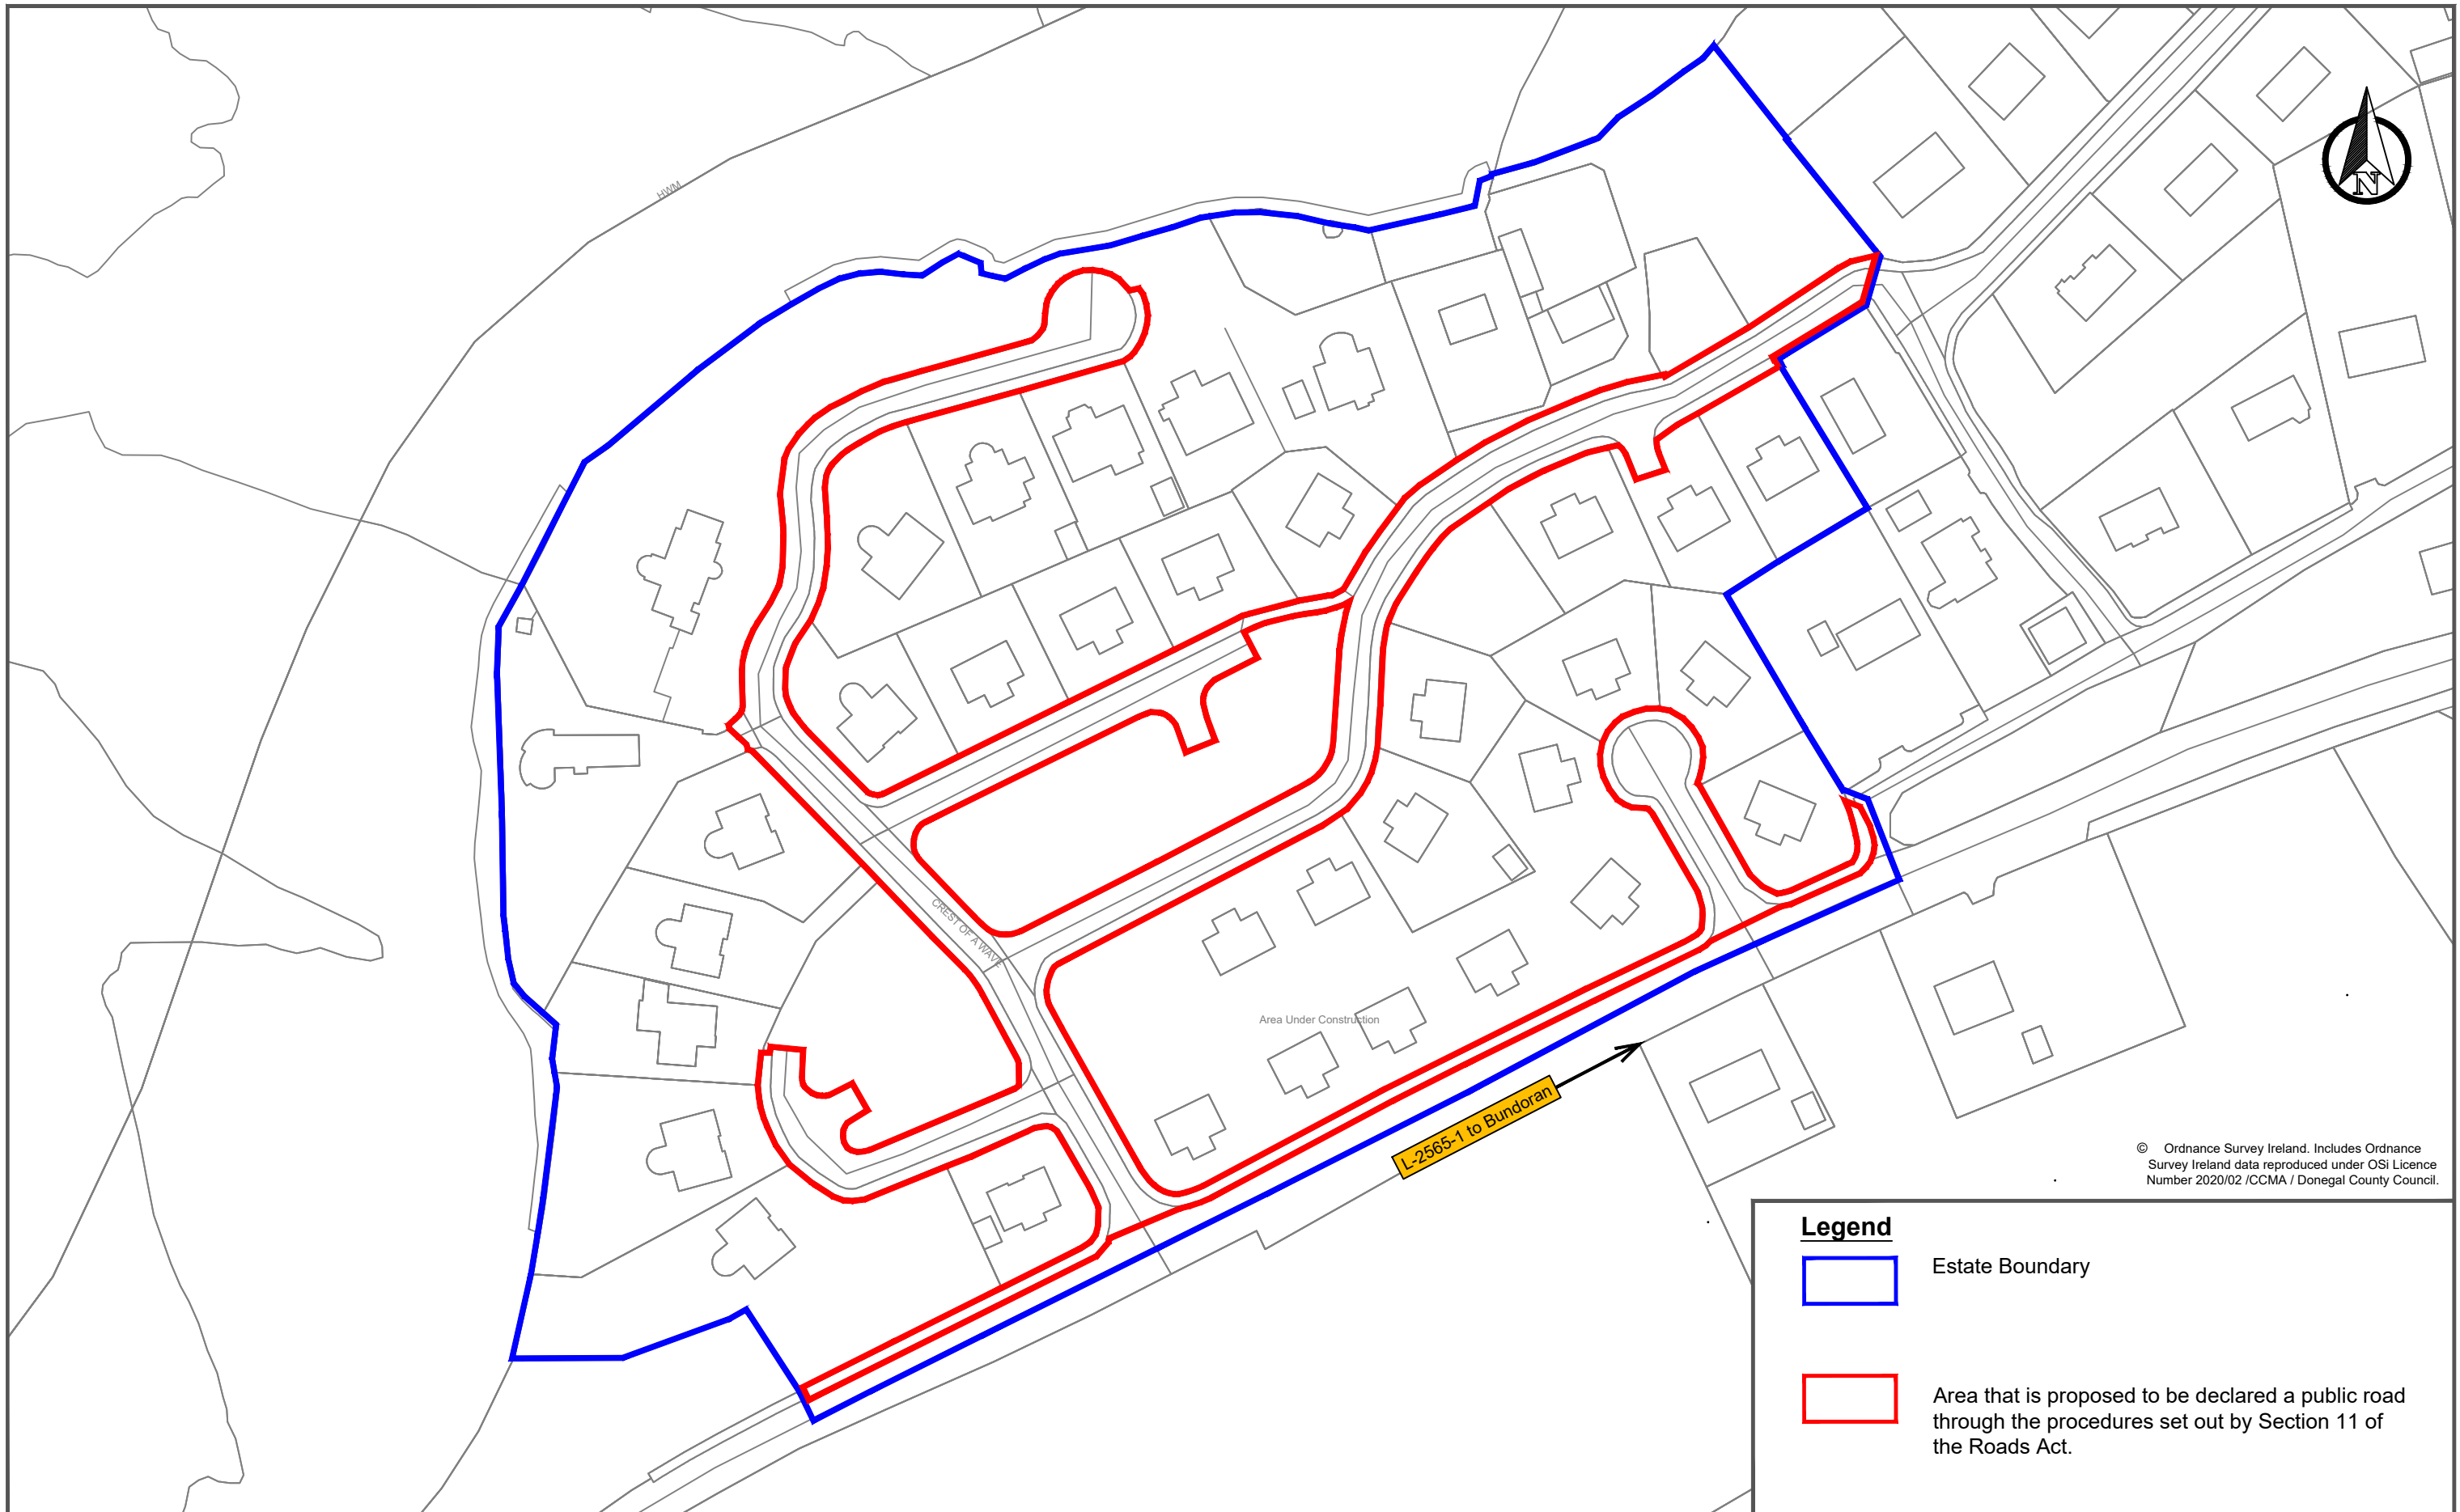 HWM
N
CREST OF A WAVE
Area Under Construction
L-2565-1 to Bundoran
© Ordnance Survey Ireland. Includes Ordnance
Survey Ireland data reproduced under OSi Licence
Number 2020/02 /CCMA / Donegal County Council.
Legend
Estate Boundary
Area that is proposed to be declared a public road
through the procedures set out by Section 11 of
the Roads Act.